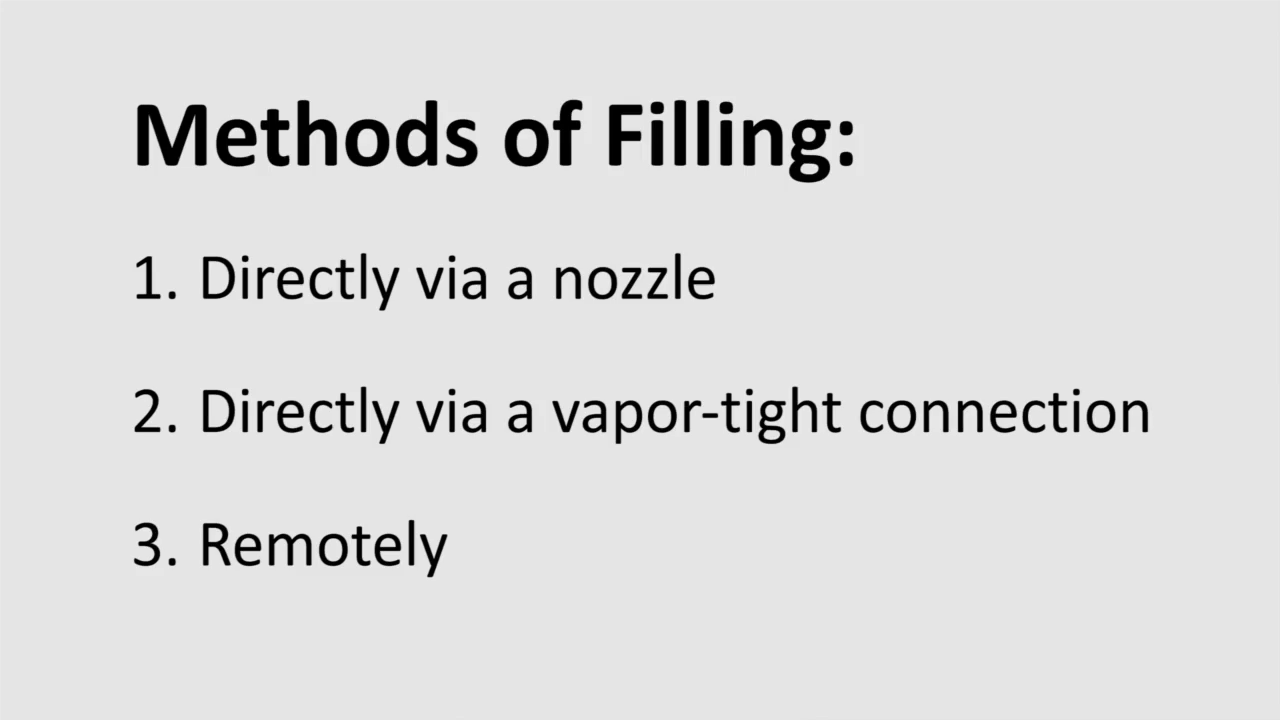 Methods of Filling:
1. Directly via a nozzle
2. Directly via a vapor-tight connection
3. Remotely